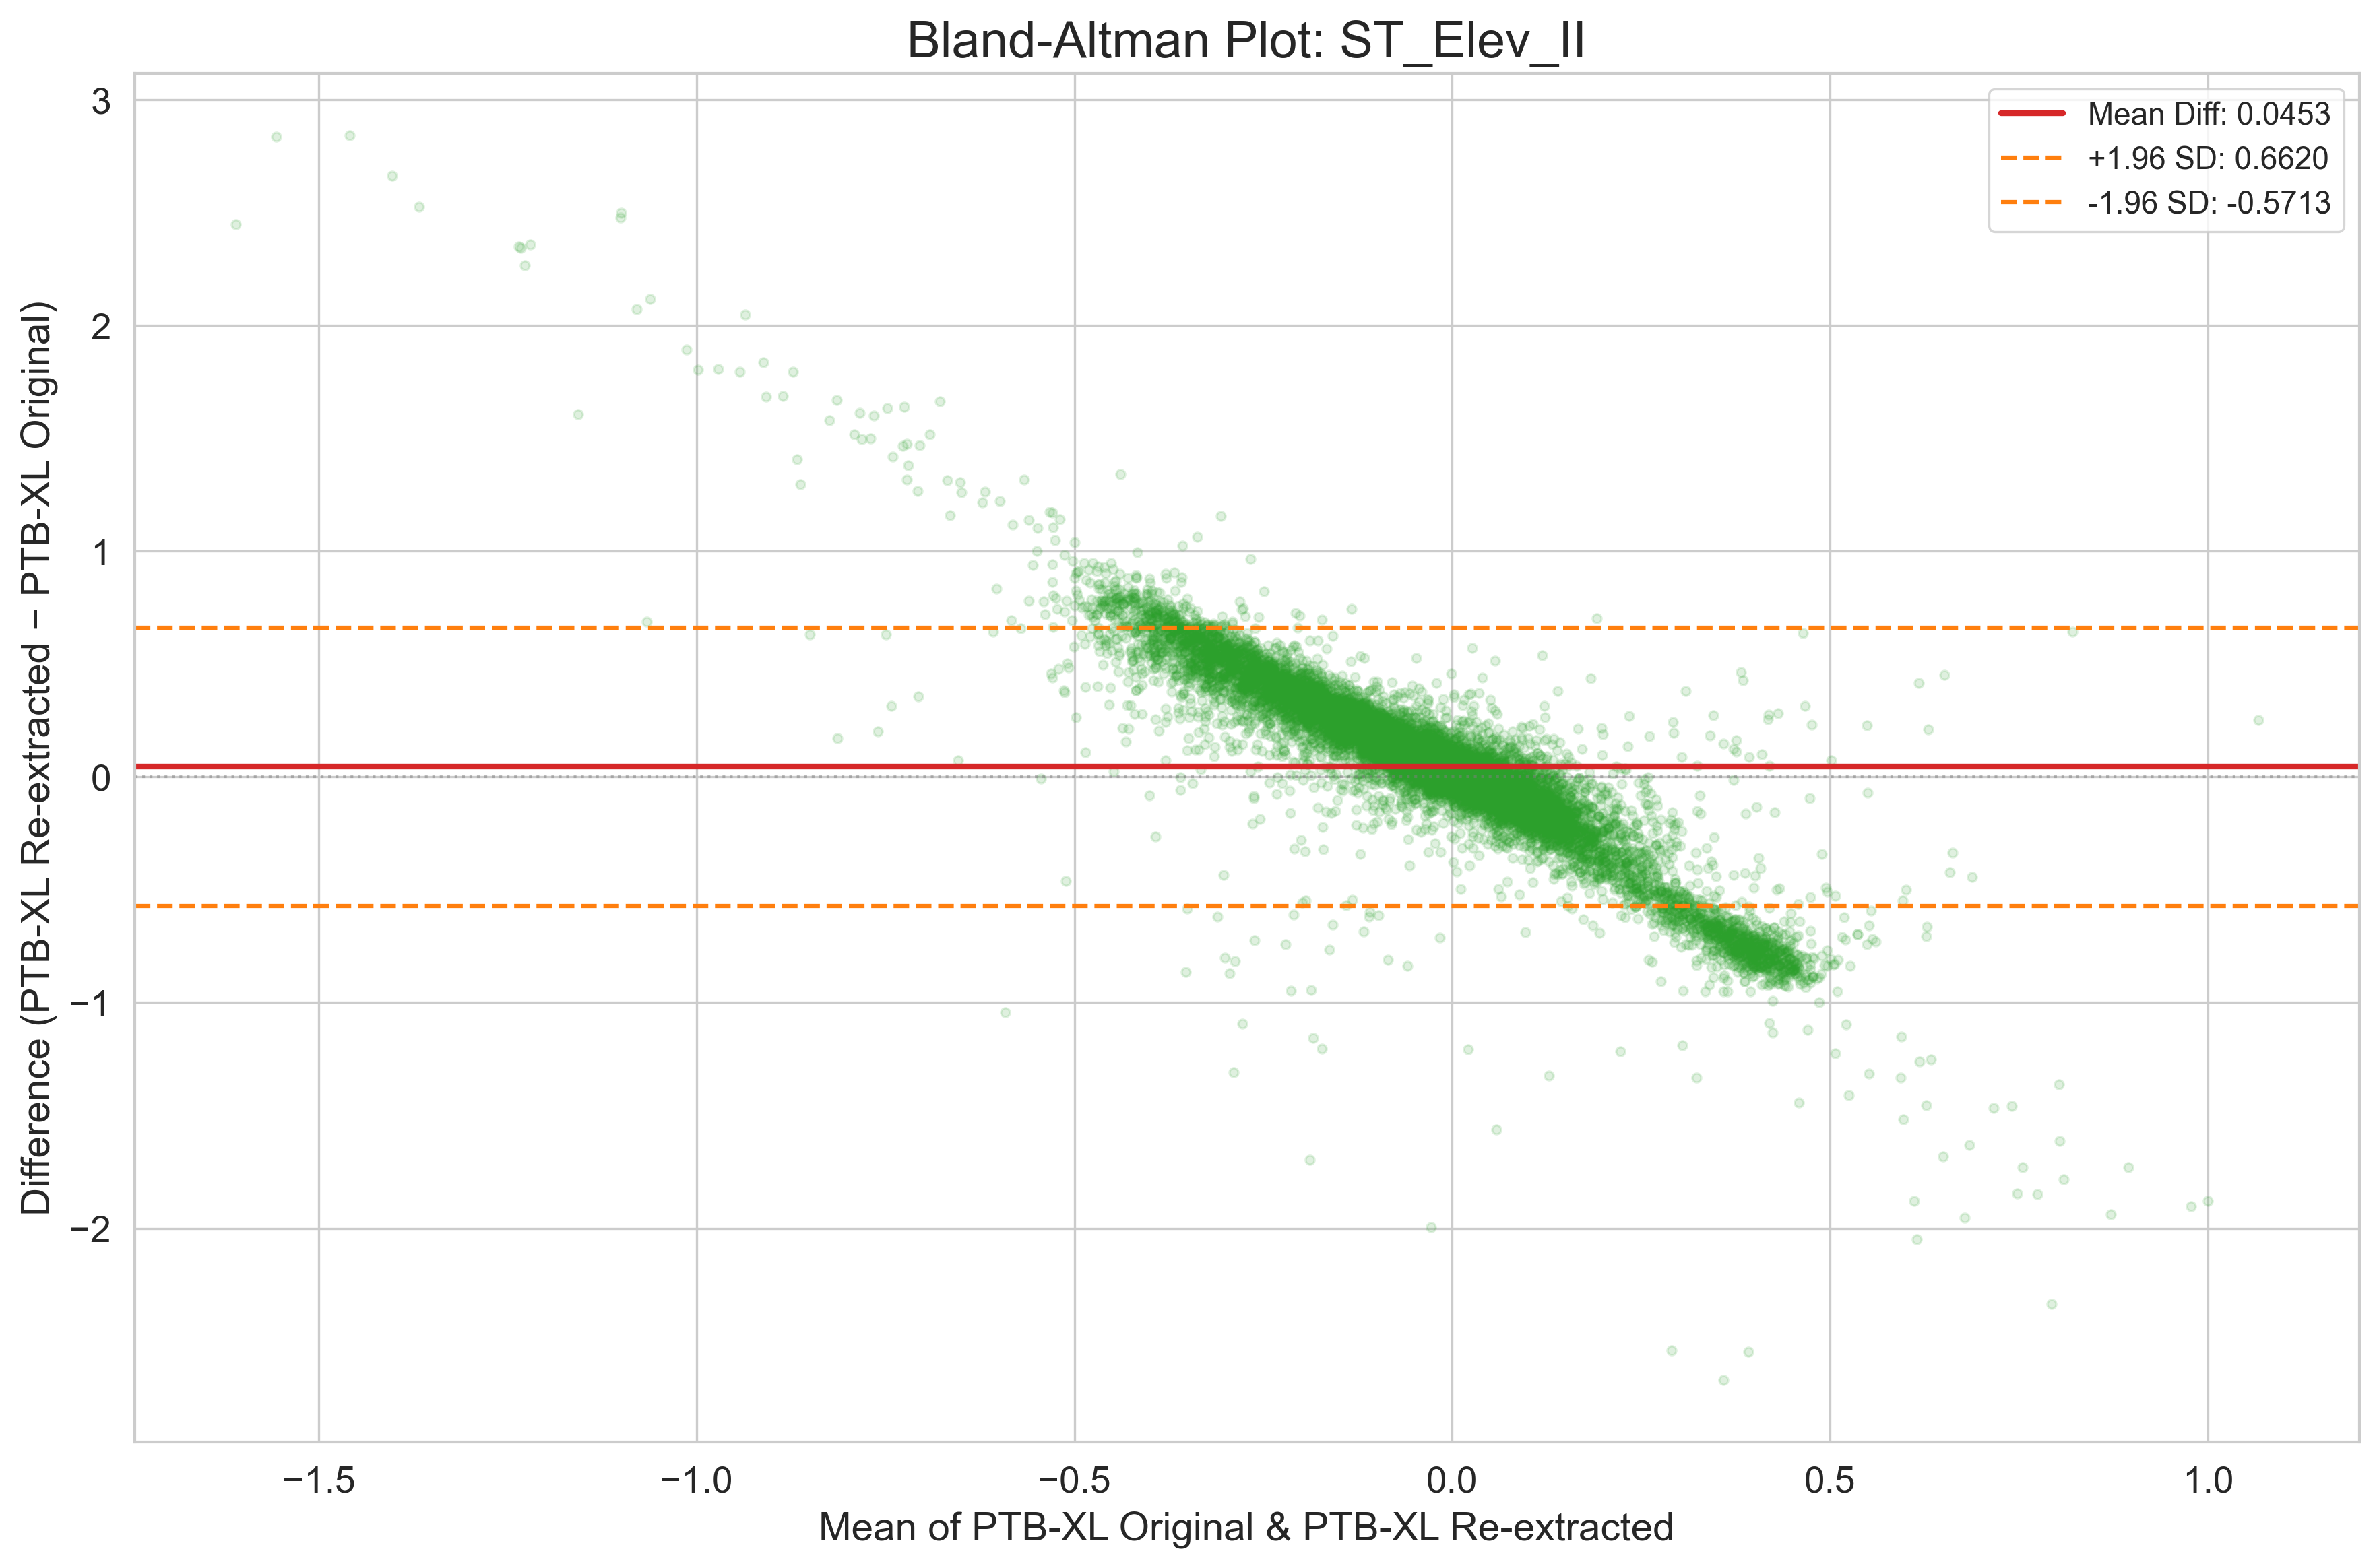 Bland-Altman Plot: ST_Elev_II
Mean Diff: 0.0453
+1.96 SD: 0.6620
-1.96 SD: -0.5713
Difference (PTB-XL Re-extracted − PTB-XL Original)
3
2
1
0
−1
−2
−1.5
−1.0
−0.5
0.0
0.5
1.0
Mean of PTB-XL Original & PTB-XL Re-extracted